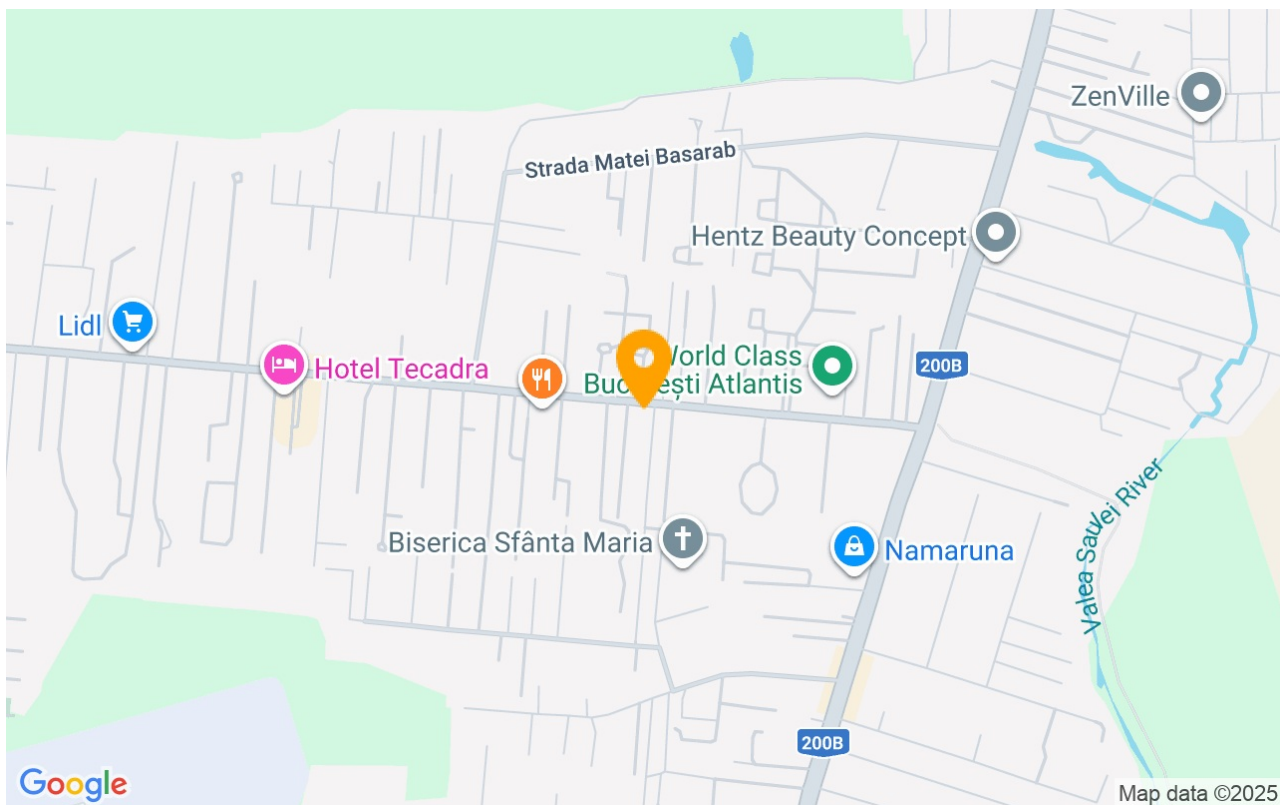 ZenVille
Strada Matei Basarab
Hentz Beauty Concept
Lidl
Hotel Tecadra
World Class
București Atlantis
200B
Biserica Sfânta Maria
Namaruna
Valea Saulei River
200B
Google
Map data ©2025